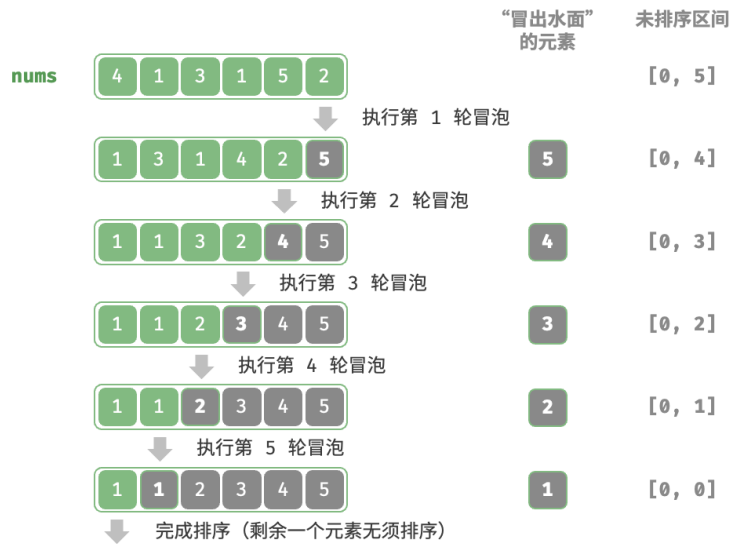 “冒出水面” 未排序区间
的元素
nums 4 1 3 1 5 2 [0, 5]
执行第 1 轮冒泡
1 3 1 4 2 5 5 [0, 4]
执行第 2 轮冒泡
1 1 3 2 4 5 4 [0, 3]
执行第 3 轮冒泡
1 1 2 3 4 5 3 [0, 2]
执行第 4 轮冒泡
1 1 2 3 4 5 2 [0, 1]
执行第 5 轮冒泡
1 1 2 3 4 5 1 [0, 0]
完成排序（剩余一个元素无须排序）